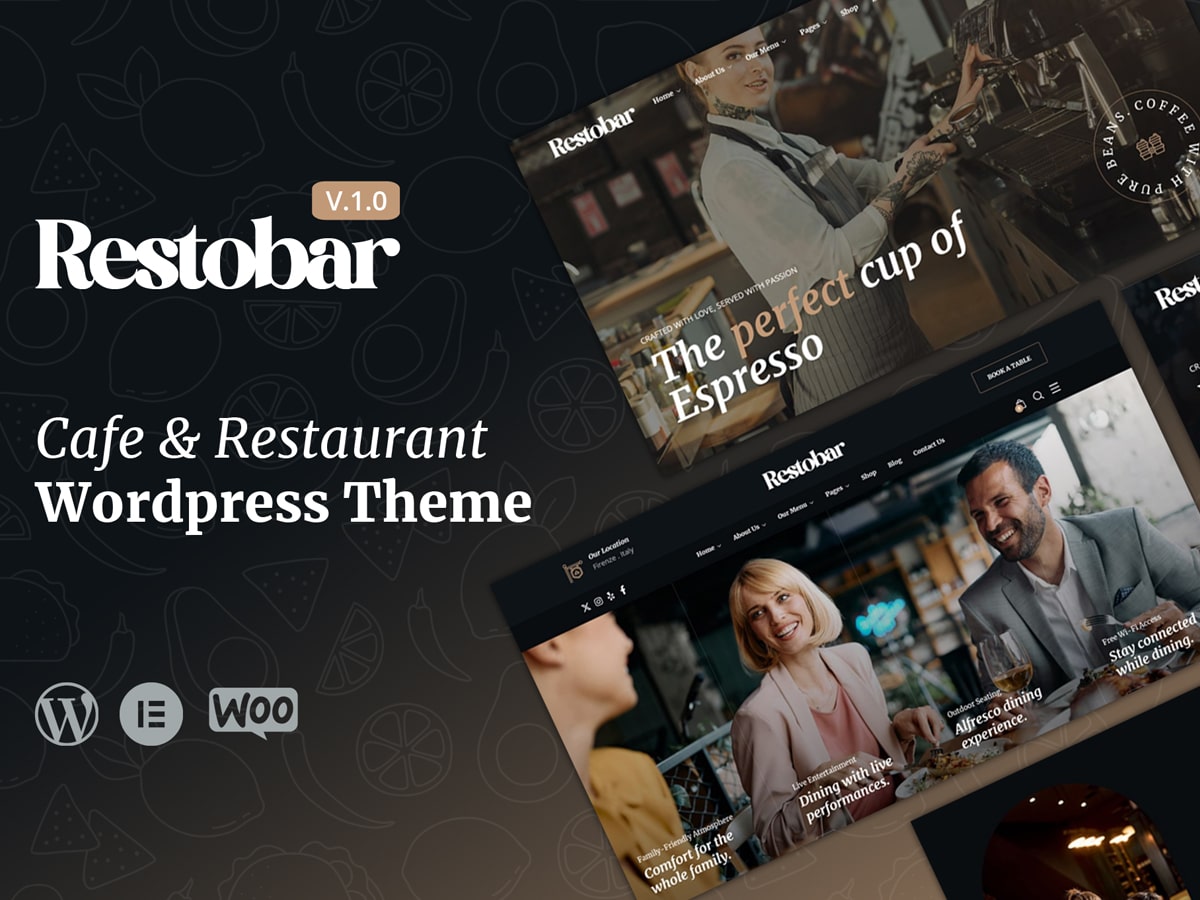 V.1.0
Restobar
Cafe & Restaurant
Wordpress Theme
W
WOO
Restobar
Home
About Us
Our Menu
Pages
Shop
BEANS COFFEE WITH PURE
CRAFTED WITH LOVE, SERVED WITH PASSION
The perfect cup of
Espresso
BOOK A TABLE
Our Location
Firenze . Italy
Restobar
Home
About Us
Our Menu
Pages
Shop
Blog
Contact Us
Family-Friendly Atmosphere
Comfort for the
whole family.
Live Entertainment
Dining with live
performances.
Outdoor Seating
Alfresco dining
experience.
Free Wi-Fi Access
Stay connected
while dining